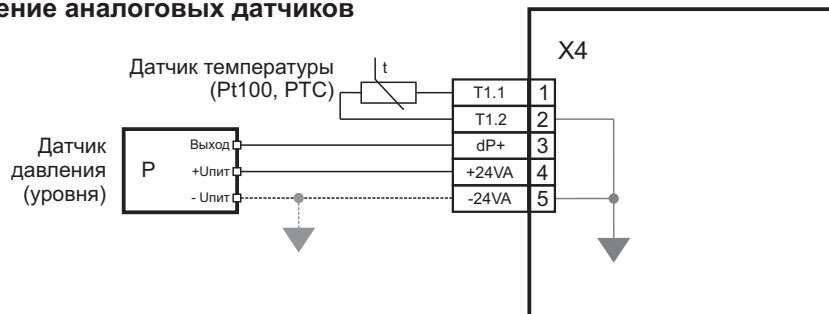 ение аналоговых датчиков
X4
Датчик температуры
(Pt100, PTC)
t
T1.1 1
T1.2 2
dP+ 3
+24VA 4
-24VA 5
Датчик
давления
(уровня)
P
Выход
+Uпит
- Uпит